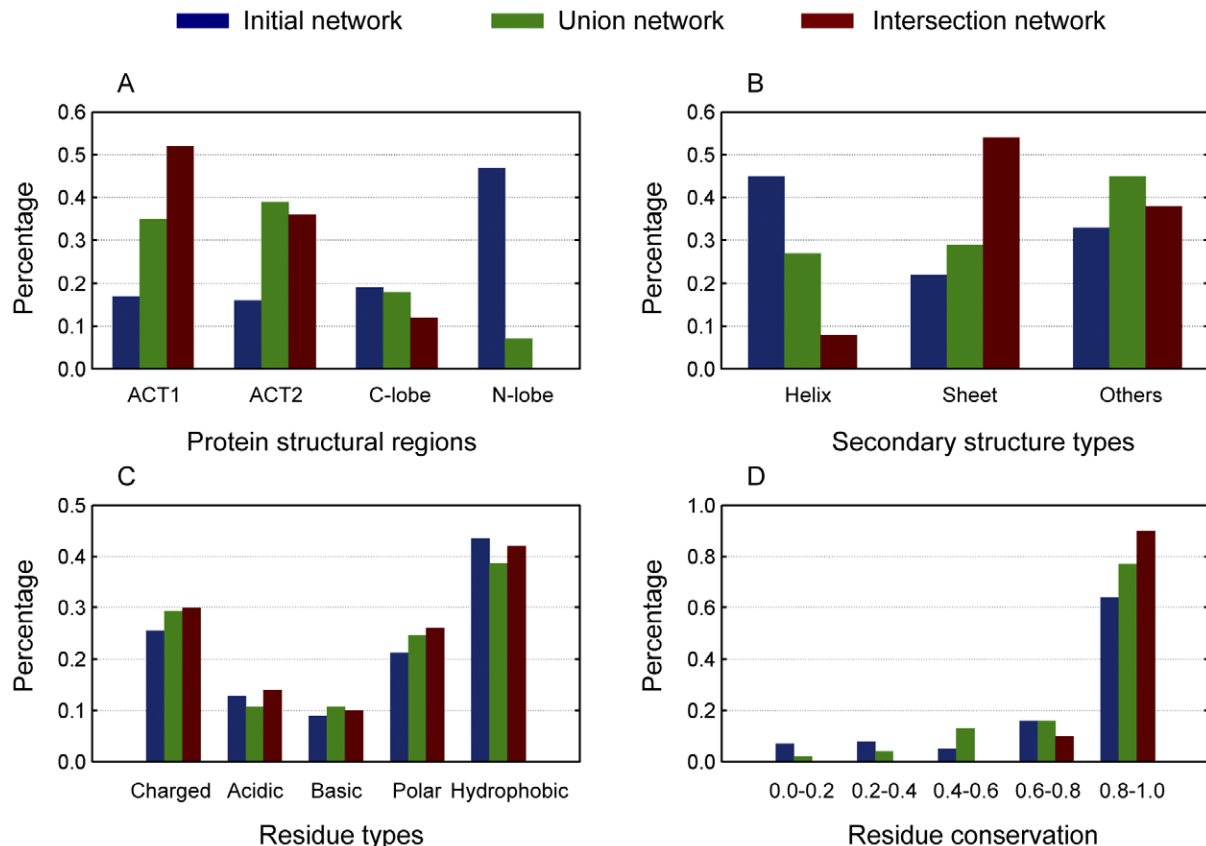 Initial network Union network Intersection network
A
0.6
0.5
0.4
0.3
0.2
0.1
0.0
Percentage
ACT1 ACT2 C-lobe N-lobe
Protein structural regions
B
0.6
0.5
0.4
0.3
0.2
0.1
0.0
Percentage
Helix Sheet Others
Secondary structure types
C
0.5
0.4
0.3
0.2
0.1
0.0
Percentage
Charged Acidic Basic Polar Hydrophobic
Residue types
D
1.0
0.8
0.6
0.4
0.2
0.0
Percentage
0.0-0.2 0.2-0.4 0.4-0.6 0.6-0.8 0.8-1.0
Residue conservation